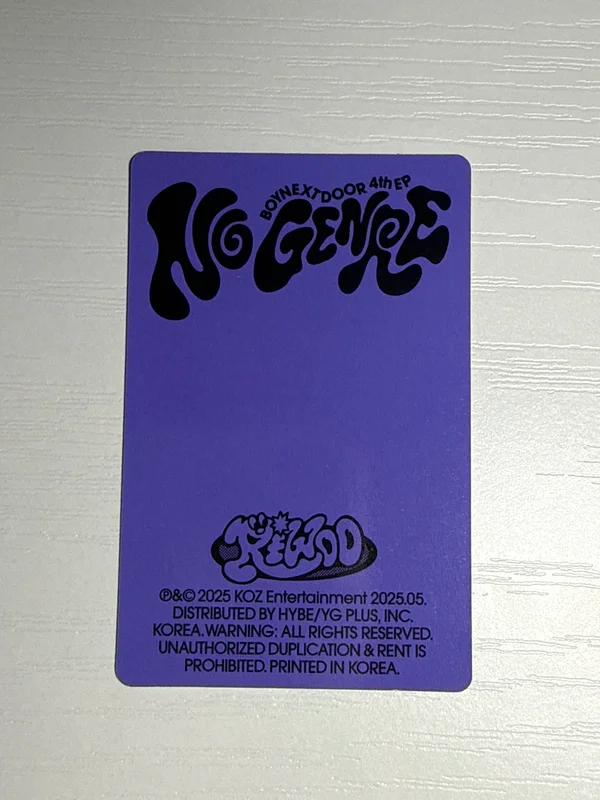 BOYNEXTDOOR 4th EP
NO GENRE
RIWOO
℗&© 2025 KOZ Entertainment 2025.05.
DISTRIBUTED BY HYBE/YG PLUS, INC.
KOREA. WARNING: ALL RIGHTS RESERVED.
UNAUTHORIZED DUPLICATION & RENT IS
PROHIBITED. PRINTED IN KOREA.